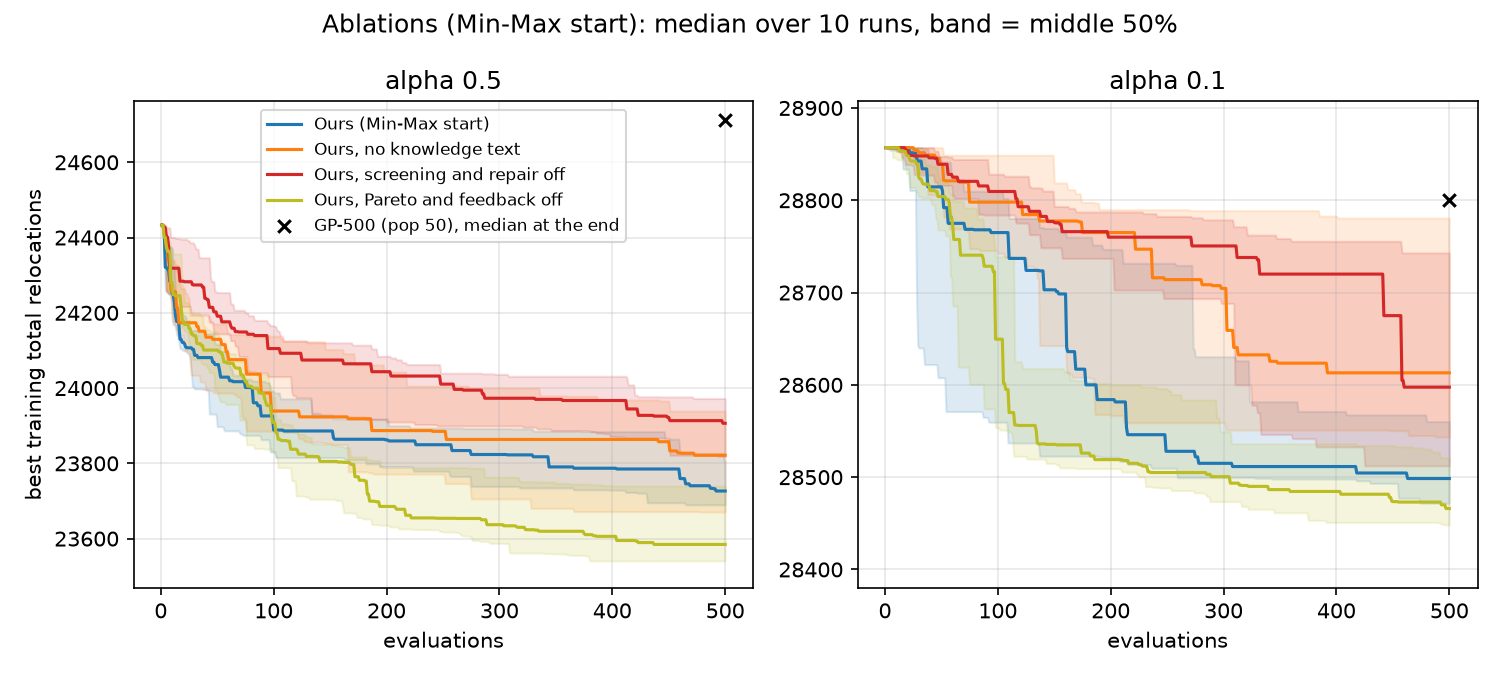 Ablations (Min-Max start): median over 10 runs, band = middle 50%
alpha 0.5
best training total relocations
24600
24400
24200
24000
23800
23600
Ours (Min-Max start)
Ours, no knowledge text
Ours, screening and repair off
Ours, Pareto and feedback off
GP-500 (pop 50), median at the end
0 100 200 300 400 500
evaluations
alpha 0.1
28900
28800
28700
28600
28500
28400
0 100 200 300 400 500
evaluations